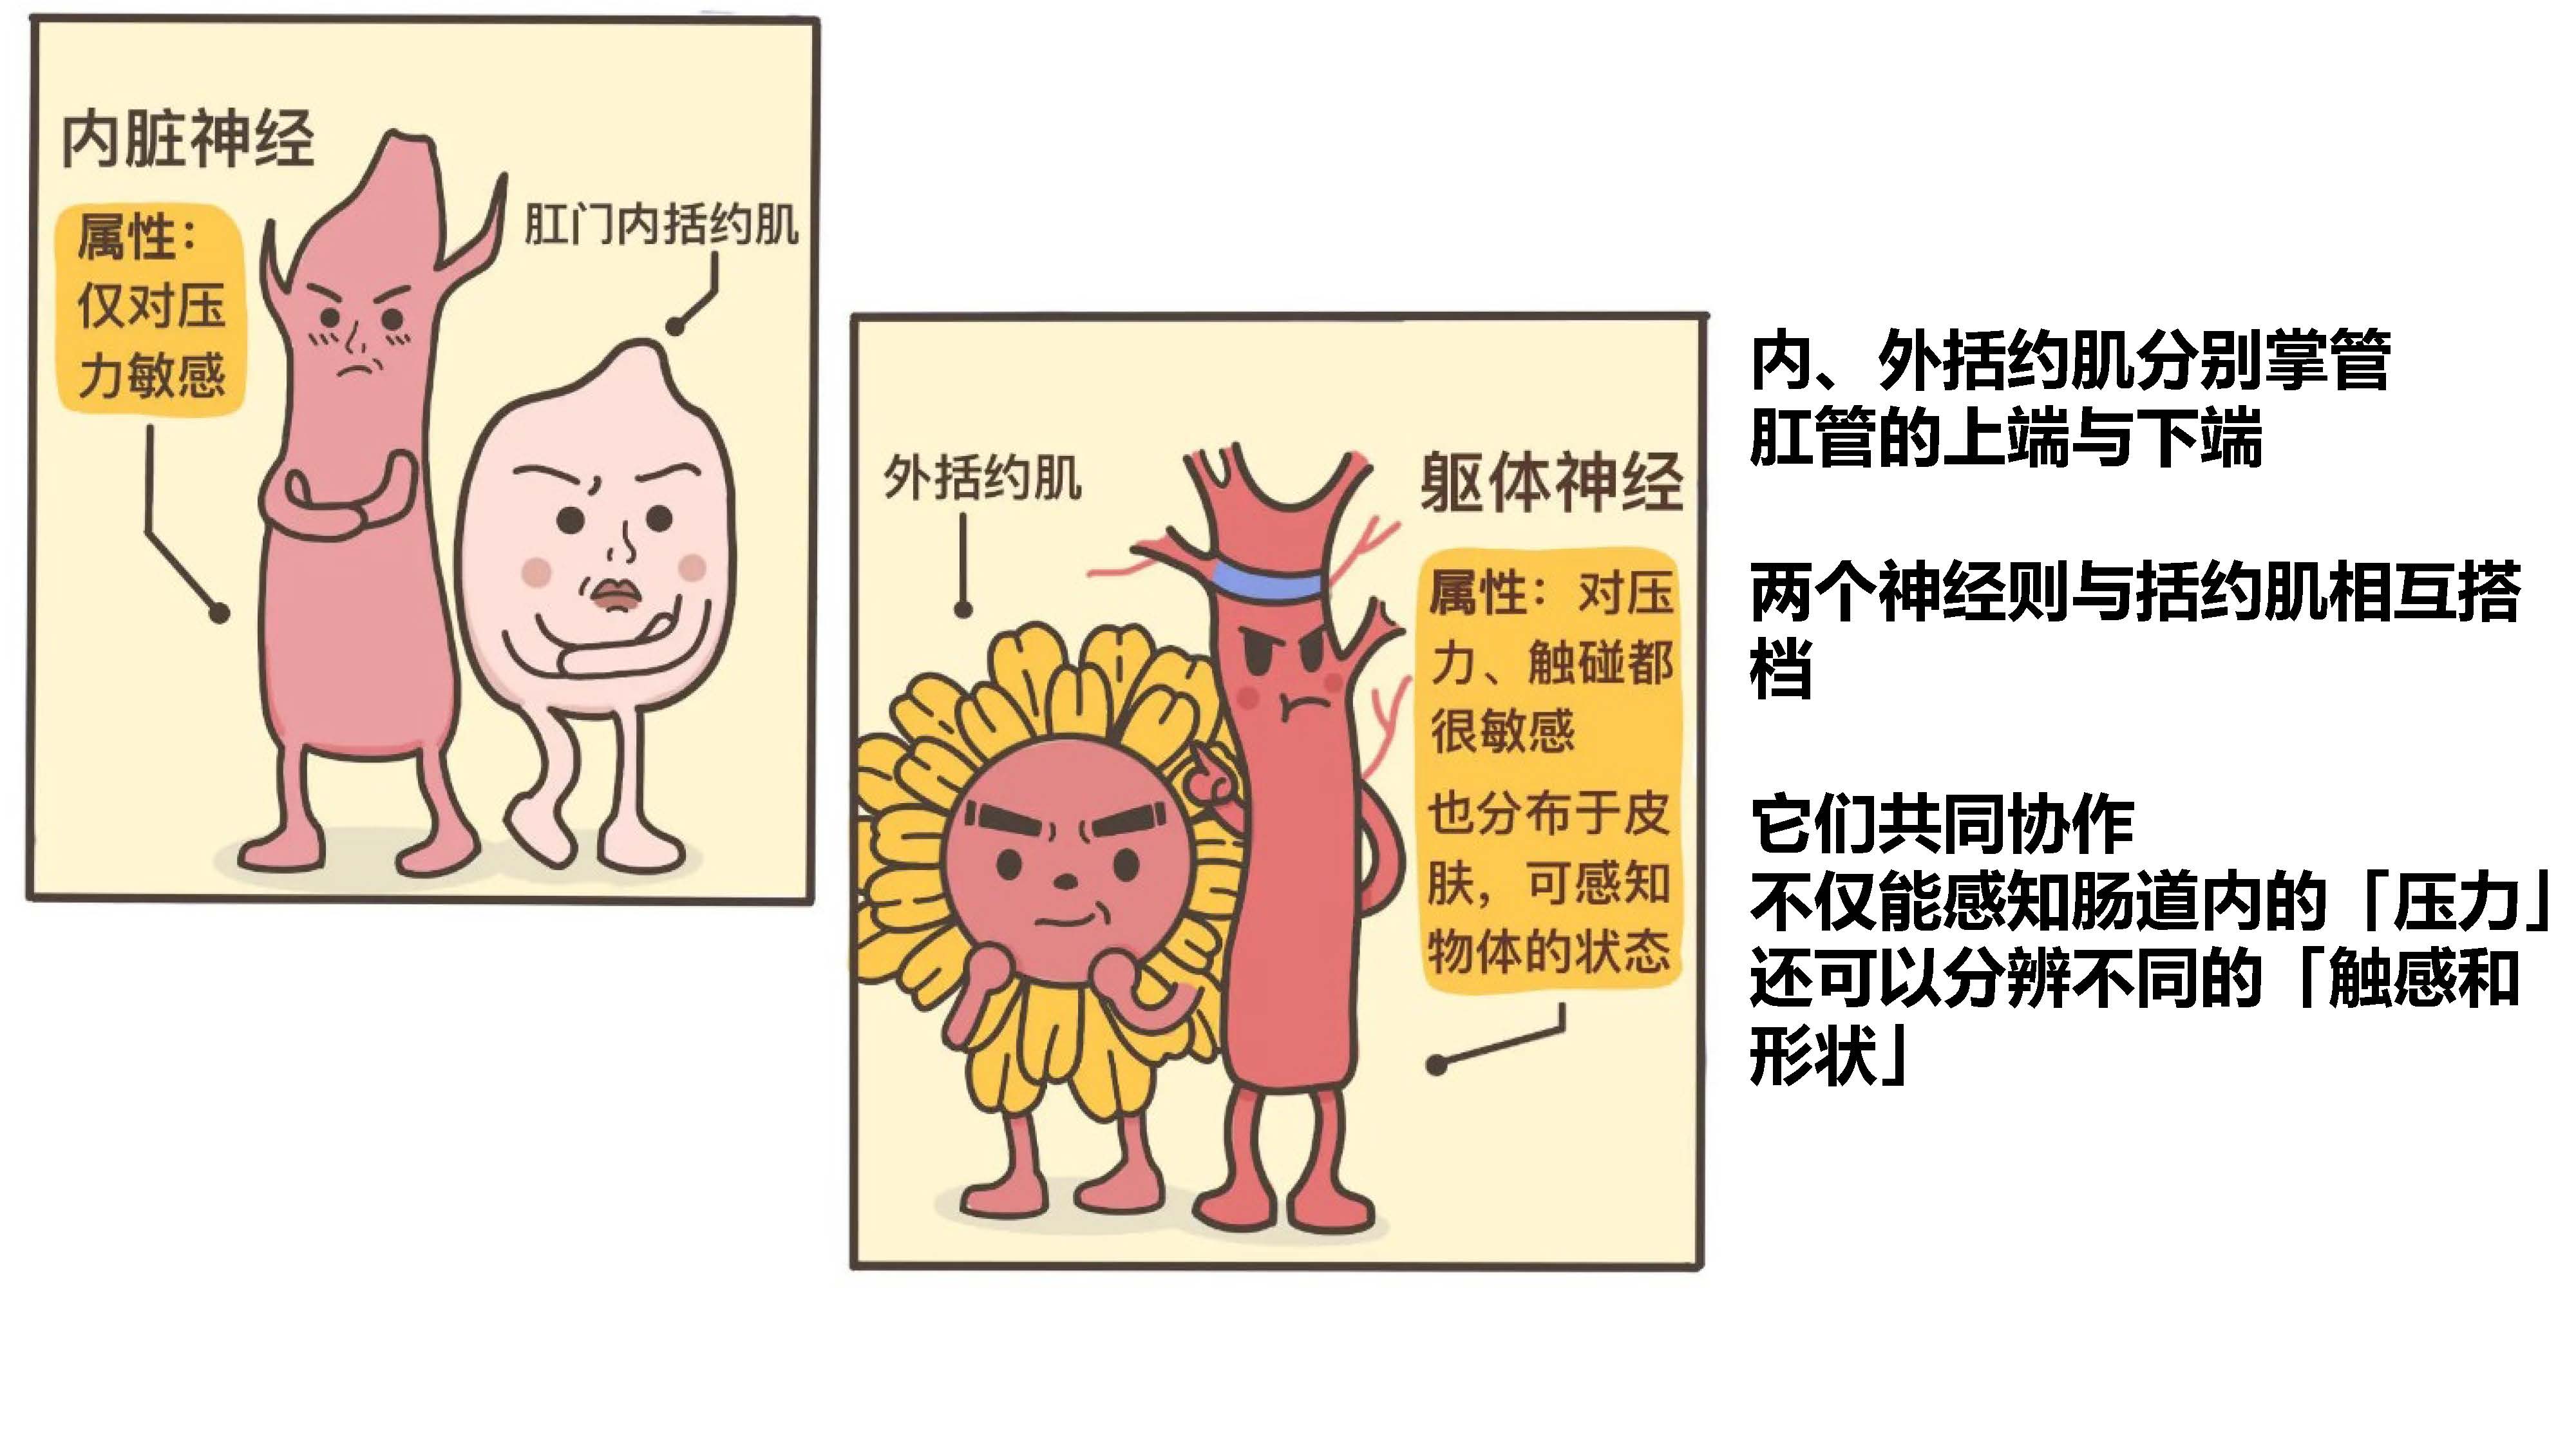 内脏神经
属性：
仅对压
力敏感
肛门内括约肌
外括约肌
躯体神经
属性：对压
力、触碰都
很敏感
也分布于皮
肤，可感知
物体的状态
内、外括约肌分别掌管
肛管的上端与下端
两个神经则与括约肌相互搭
档
它们共同协作
不仅能感知肠道内的「压力」
还可以分辨不同的「触感和
形状」